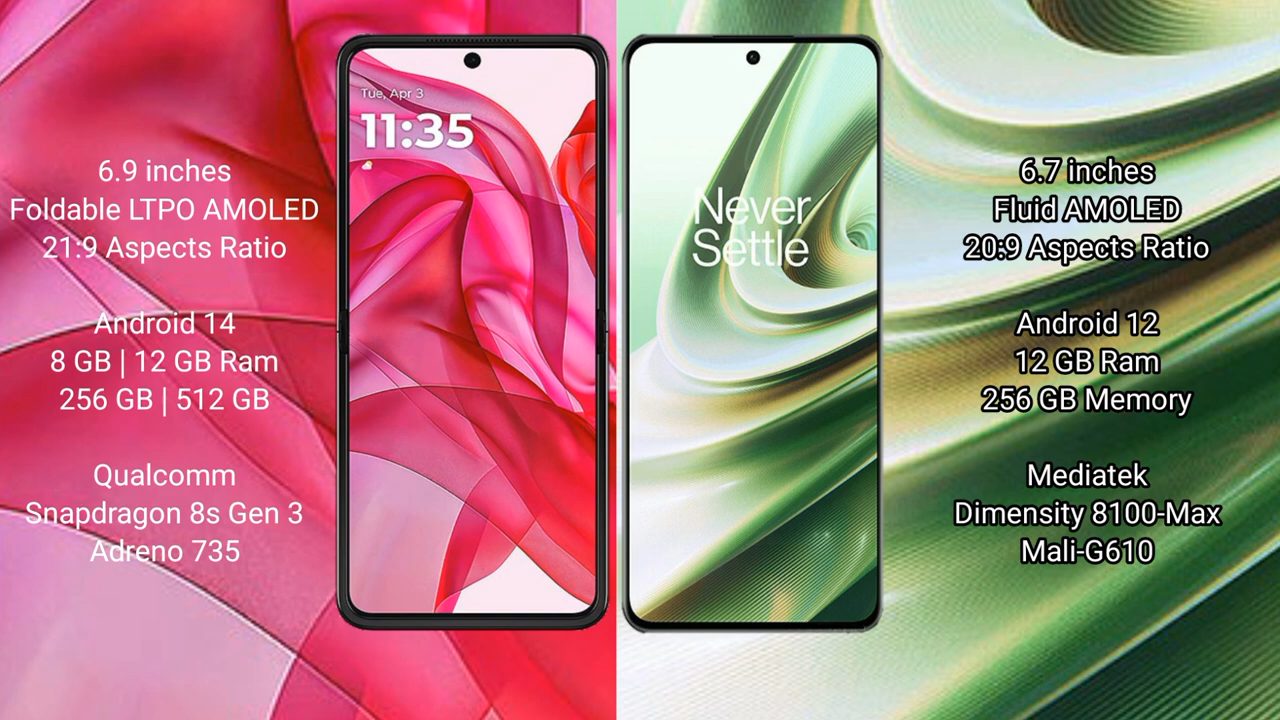 6.9 inches
Foldable LTPO AMOLED
21:9 Aspects Ratio
Android 14
8 GB | 12 GB Ram
256 GB | 512 GB
Qualcomm
Snapdragon 8s Gen 3
Adreno 735
Tue, Apr 3
11:35
Never
Settle
6.7 inches
Fluid AMOLED
20:9 Aspects Ratio
Android 12
12 GB Ram
256 GB Memory
Mediatek
Dimensity 8100-Max
Mali-G610